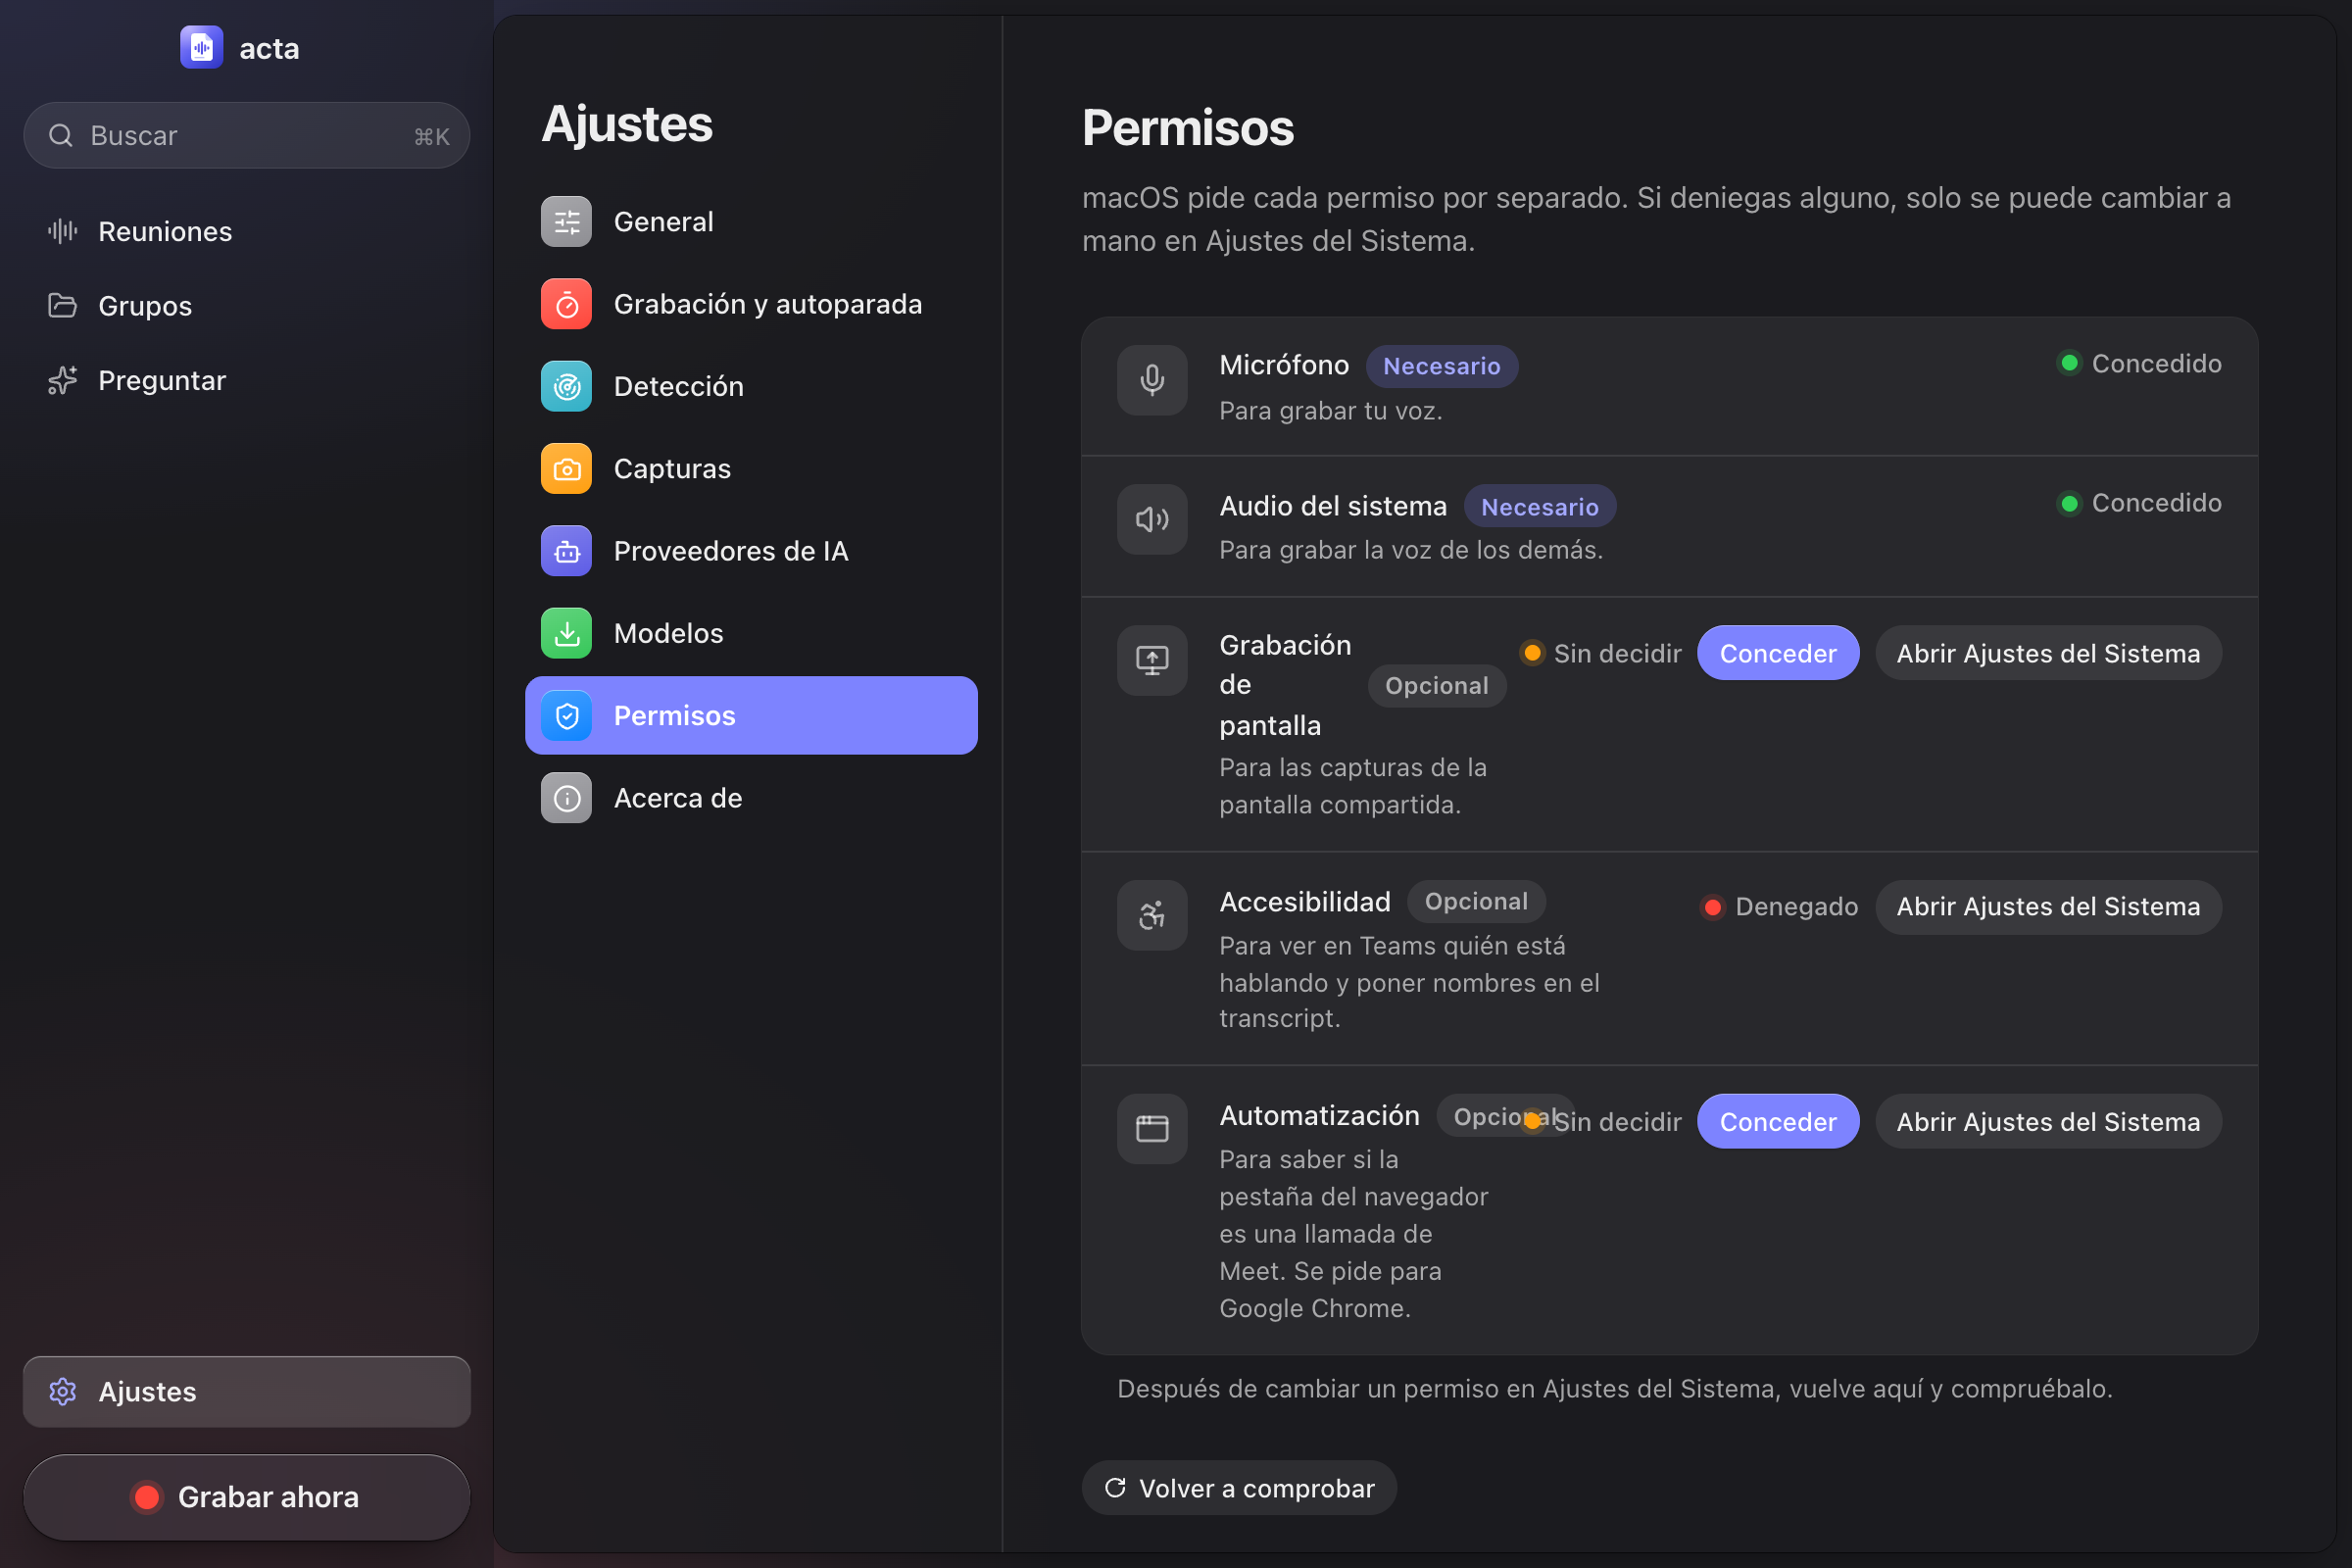 acta
Buscar ⌘K
Reuniones
Grupos
Preguntar
Ajustes
Grabar ahora
Ajustes
General
Grabación y autoparada
Detección
Capturas
Proveedores de IA
Modelos
Permisos
Acerca de
Permisos
macOS pide cada permiso por separado. Si deniegas alguno, solo se puede cambiar a
mano en Ajustes del Sistema.
Micrófono Necesario Concedido
Para grabar tu voz.
Audio del sistema Necesario Concedido
Para grabar la voz de los demás.
Grabación
de
pantalla
Opcional
Sin decidir Conceder Abrir Ajustes del Sistema
Para las capturas de la
pantalla compartida.
Accesibilidad Opcional Denegado Abrir Ajustes del Sistema
Para ver en Teams quién está
hablando y poner nombres en el
transcript.
Automatización Opcional Sin decidir Conceder Abrir Ajustes del Sistema
Para saber si la
pestaña del navegador
es una llamada de
Meet. Se pide para
Google Chrome.
Después de cambiar un permiso en Ajustes del Sistema, vuelve aquí y compruébalo.
Volver a comprobar